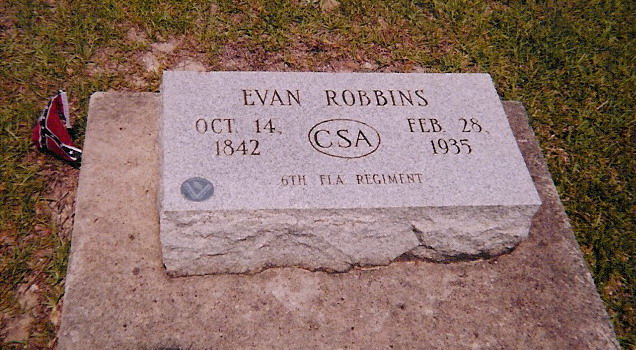 EVAN ROBBINS
OCT. 14,
1842
CSA
FEB. 28,
1935
6TH FLA REGIMENT